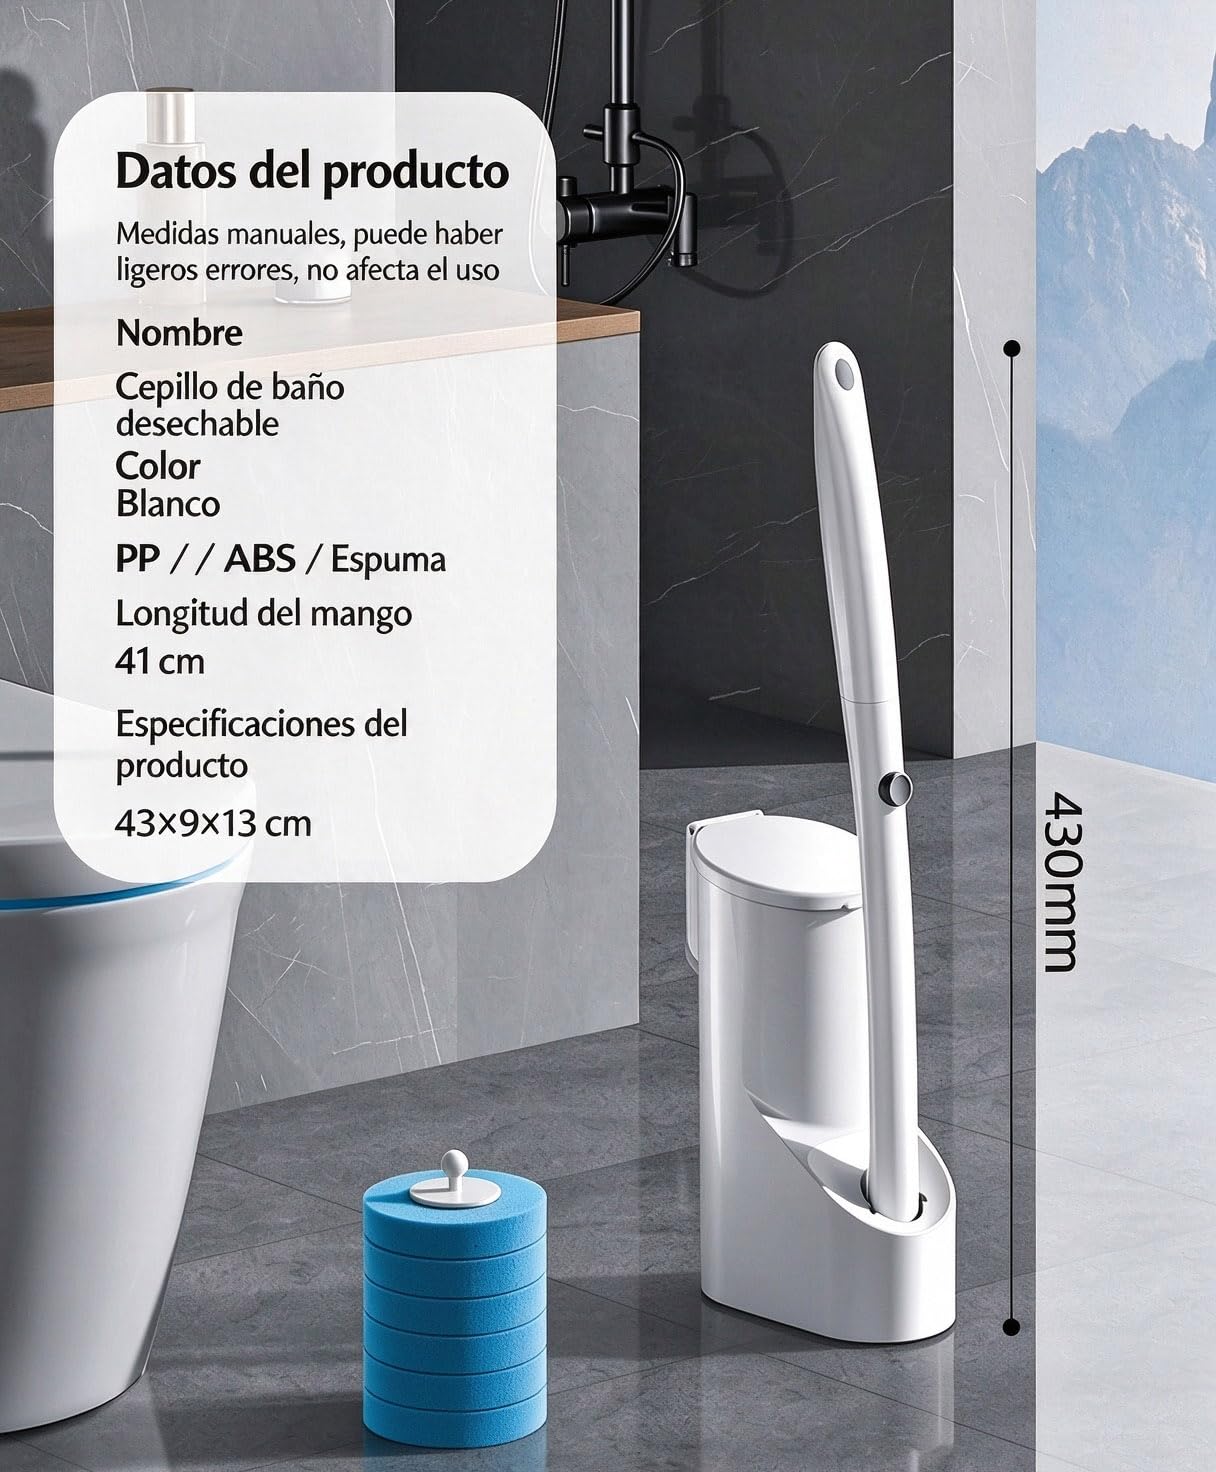 Datos del producto
Medidas manuales, puede haber
ligeros errores, no afecta el uso
Nombre
Cepillo de baño
desechable
Color
Blanco
PP / / ABS / Espuma
Longitud del mango
41 cm
Especificaciones del
producto
43×9×13 cm
430mm